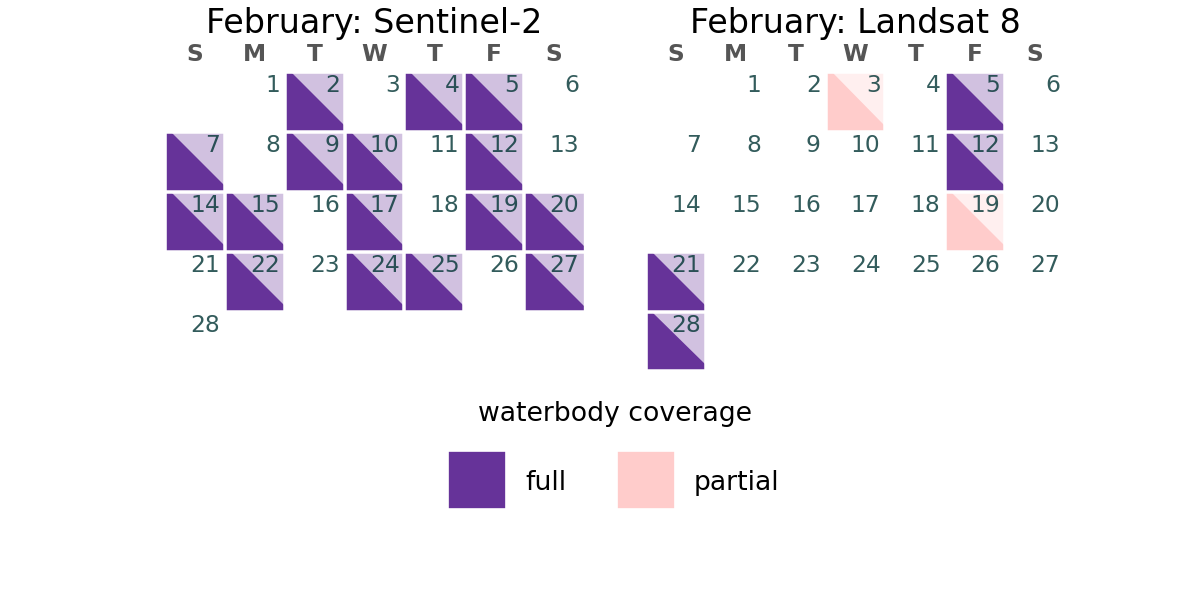 February: Sentinel-2
S M T W T F S
1 2 3 4 5 6
7 8 9 10 11 12 13
14 15 16 17 18 19 20
21 22 23 24 25 26 27
28
February: Landsat 8
S M T W T F S
1 2 3 4 5 6
7 8 9 10 11 12 13
14 15 16 17 18 19 20
21 22 23 24 25 26 27
28
waterbody coverage
full partial